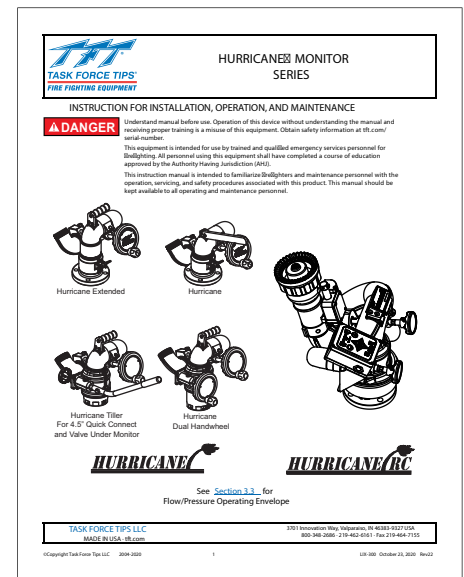 TFT
TASK FORCE TIPS®
FIRE FIGHTING EQUIPMENT
HURRICANE MONITOR
SERIES
INSTRUCTION FOR INSTALLATION, OPERATION, AND MAINTENANCE
DANGER
Understand manual before use. Operation of this device without understanding the manual and
receiving proper training is a misuse of this equipment. Obtain safety information at tft.com/
serial-number.
This equipment is intended for use by trained and qualified emergency services personnel for
firefighting. All personnel using this equipment shall have completed a course of education
approved by the Authority Having Jurisdiction (AHJ).
This instruction manual is intended to familiarize firefighters and maintenance personnel with the
operation, servicing, and safety procedures associated with this product. This manual should be
kept available to all operating and maintenance personnel.
Hurricane Extended
Hurricane
Hurricane Tiller
For 4.5" Quick Connect
and Valve Under Monitor
Hurricane
Dual Handwheel
HURRICANE
HURRICANE RC
See Section 3.3 for
Flow/Pressure Operating Envelope
TASK FORCE TIPS LLC
MADE IN USA · tft.com
3701 Innovation Way, Valparaiso, IN 46383-9327 USA
800-348-2686 · 219-462-6161 · Fax 219-464-7155
©Copyright Task Force Tips LLC 2004-2020
1
LIX-300 October 23, 2020 Rev22